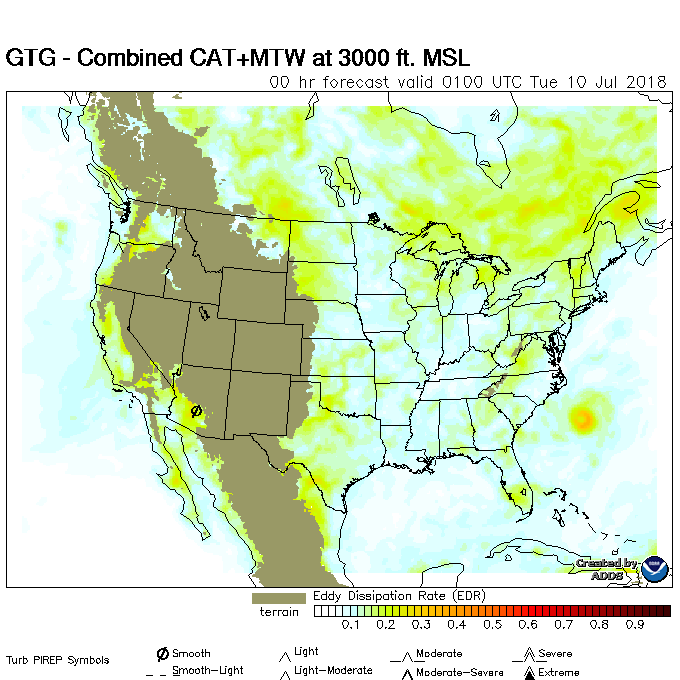 GTG - Combined CAT+MTW at 3000 ft. MSL
00 hr forecast valid 0100 UTC Tue 10 Jul 2018
Created by
ADDS
Eddy Dissipation Rate (EDR)
terrain
0.1 0.2 0.3 0.4 0.5 0.6 0.7 0.8 0.9
Turb PIREP Symbols
Smooth Light Moderate Severe
Smooth-Light Light-Moderate Moderate-Severe Extreme